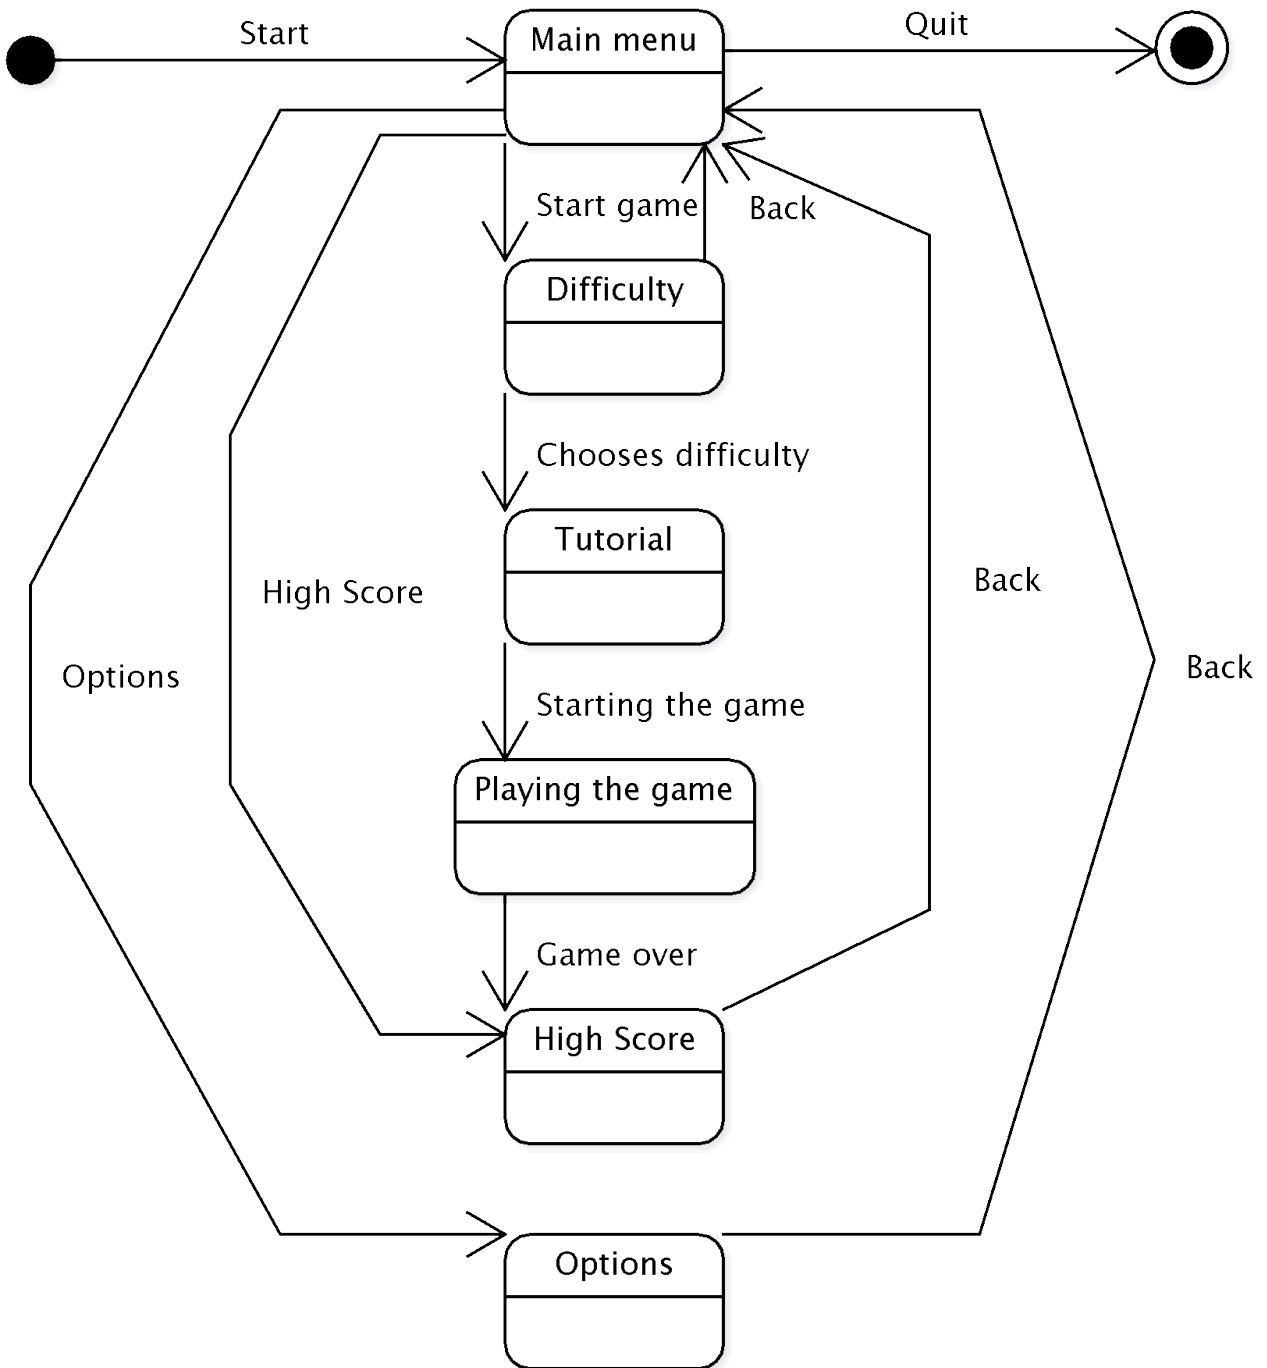 Start
Main menu
Quit
Start game
Back
Difficulty
Chooses difficulty
Tutorial
High Score
Back
Options
Back
Starting the game
Playing the game
Game over
High Score
Options